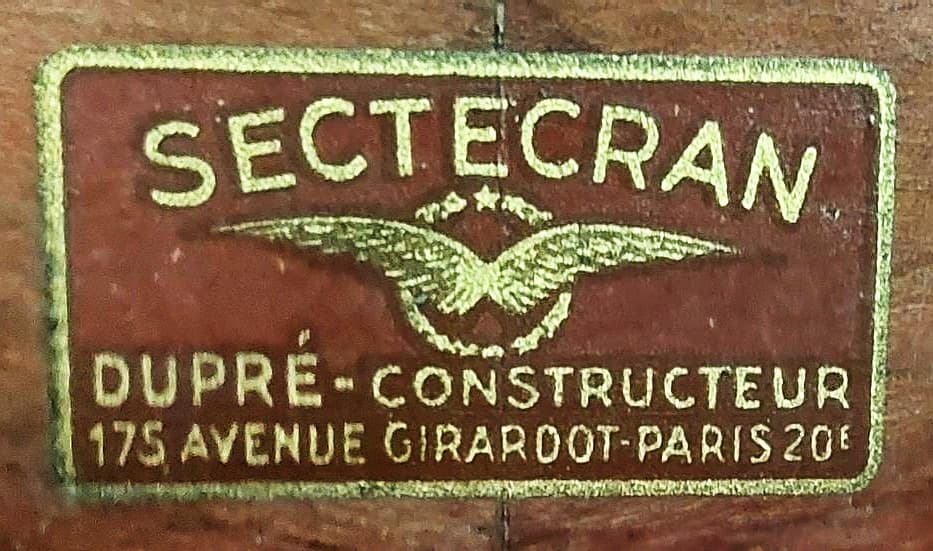 SECTECRAN
DUPRÉ-CONSTRUCTEUR
175 AVENUE GIRARDOT-PARIS 20E